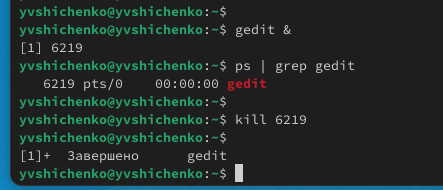 yvshichenko@yvshichenko:~$
yvshichenko@yvshichenko:~$ gedit &
[1] 6219
yvshichenko@yvshichenko:~$ ps | grep gedit
   6219 pts/0    00:00:00 gedit
yvshichenko@yvshichenko:~$
yvshichenko@yvshichenko:~$ kill 6219
yvshichenko@yvshichenko:~$
[1]+  Завершено      gedit
yvshichenko@yvshichenko:~$